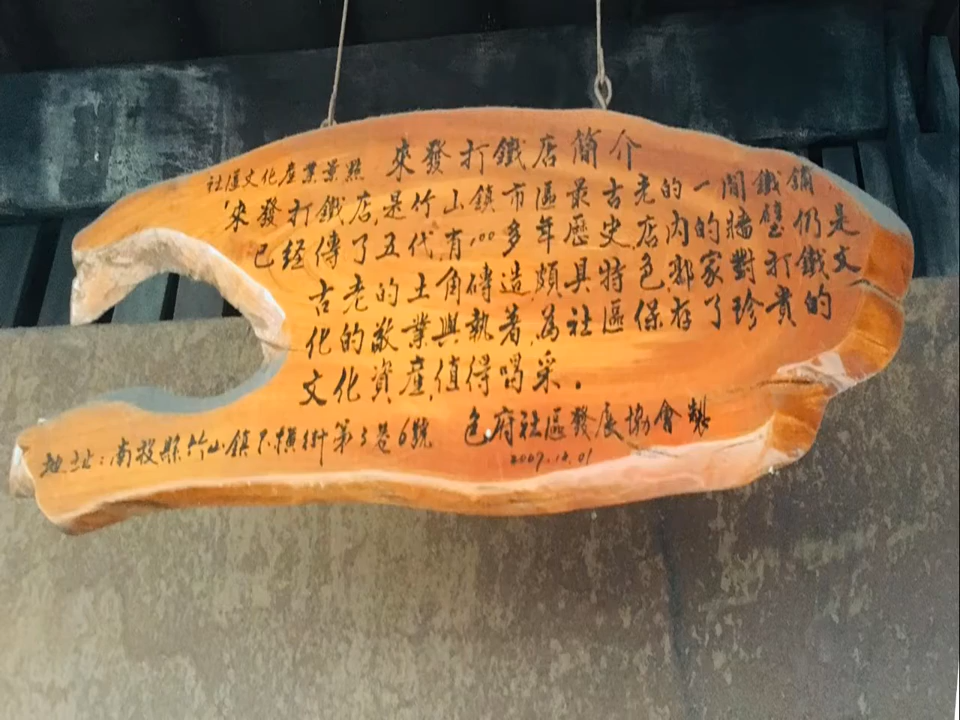 社區文化產業景點 來發打鐵店簡介
來發打鐵店,是竹山鎮市區最古老的一間鐵鋪
已經傳了五代,有100多年歷史,店內的牆壁仍是
古老的土角磚造,頗具特色,鄭家對打鐵文
化的敬業與執著,為社區保存了珍貴的
文化資產,值得喝采。
地址:南投縣竹山鎮下橫街第3巷6號 色府社區發展協會製
2007.12.01